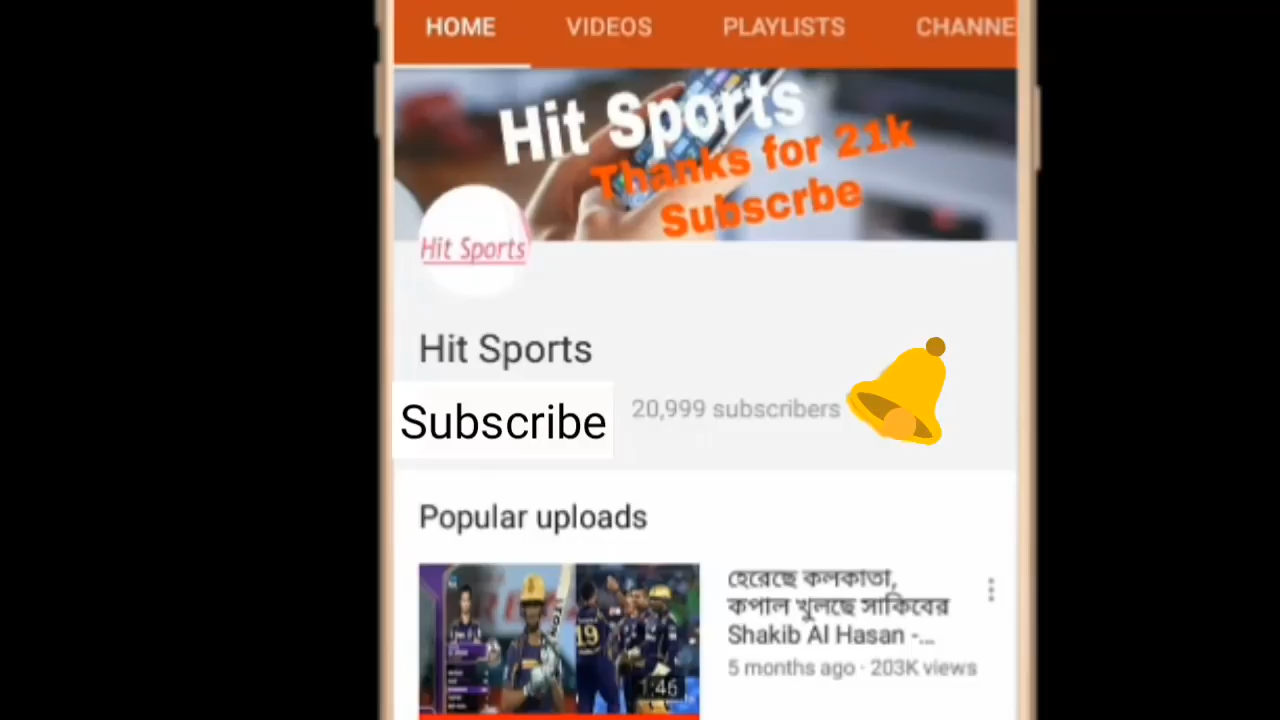 HOME VIDEOS PLAYLISTS CHANNE
Hit Sports
Thanks for 21k
Subscrbe
Hit Sports
Hit Sports
Subscribe 20,999 subscribers
Popular uploads
হেরেছে কলকাতা,
কপাল খুলছে সাকিবের
Shakib Al Hasan -...
5 months ago · 203K views
19
1:46